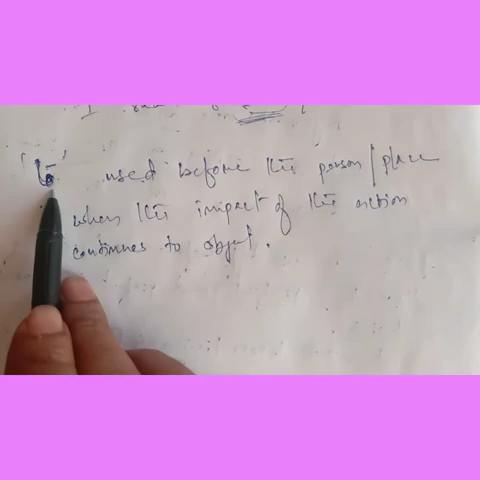 'to' used before the person/place
when the impact of the action
continues to object.